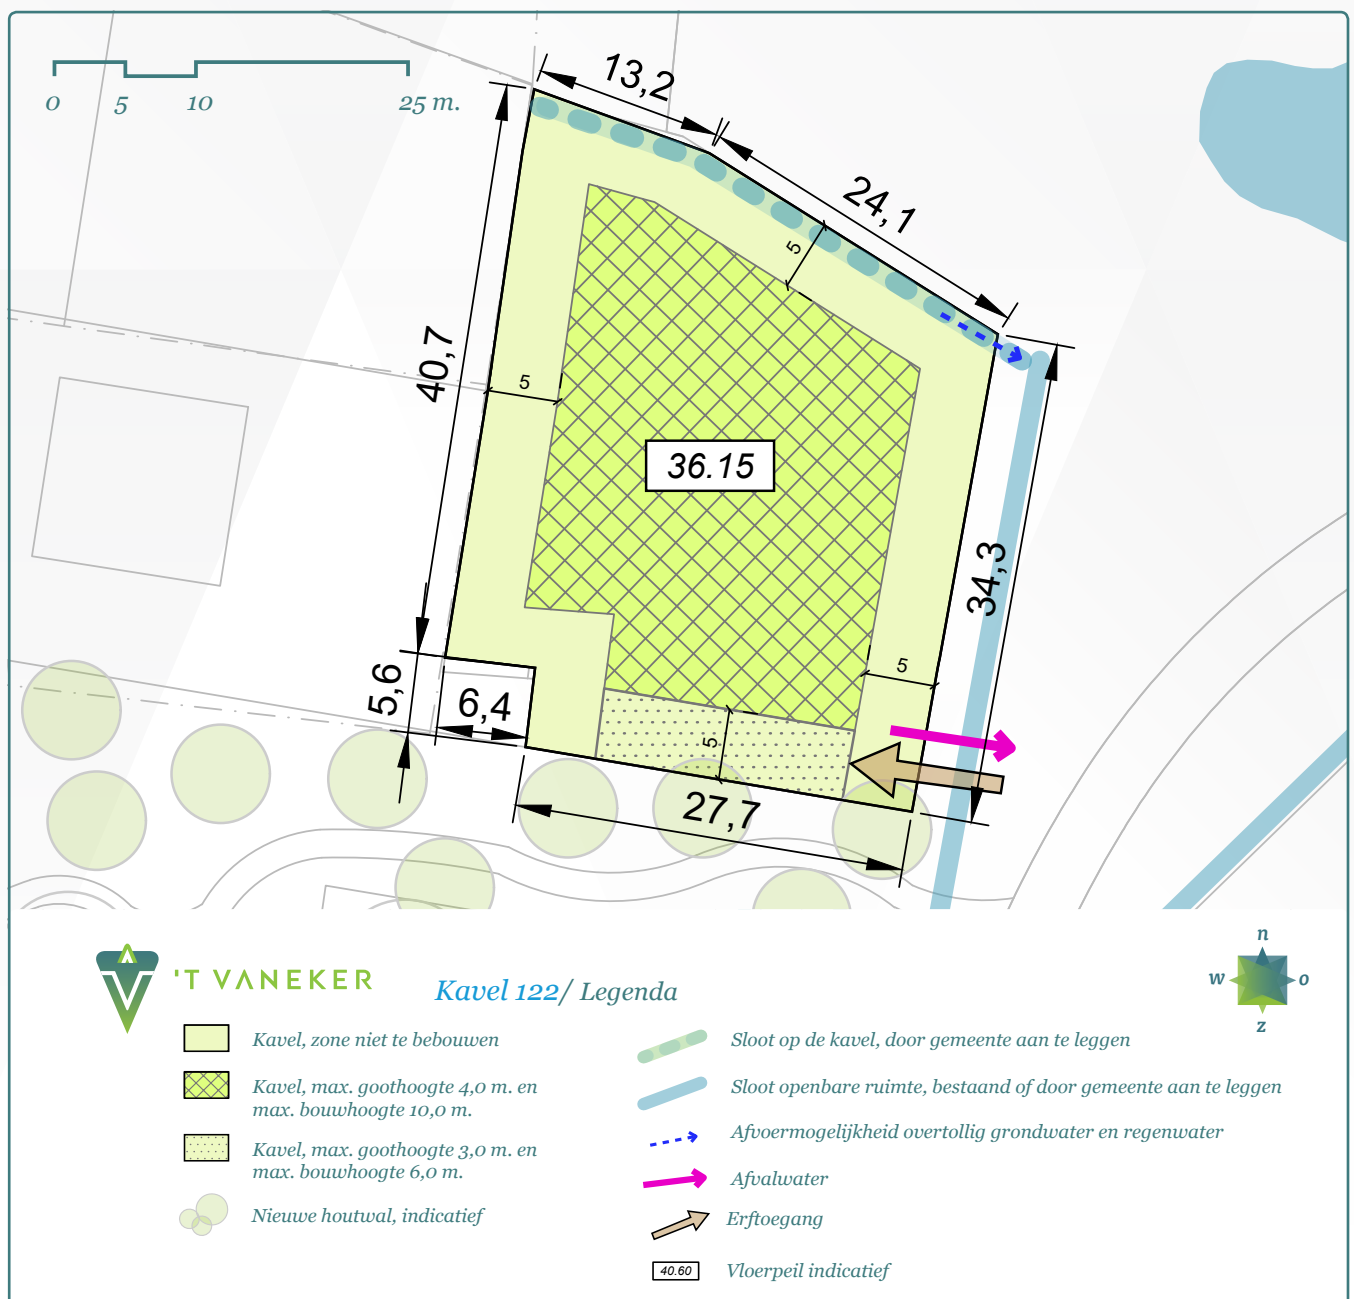 0 5 10 25 m.
13,2
24,1
5
40,7
5
36.15
34,3
5
5,6
6,4
5
27,7
'T VANEKER
Kavel 122/ Legenda
n
w o
z
Kavel, zone niet te bebouwen
Kavel, max. goothoogte 4,0 m. en
max. bouwhoogte 10,0 m.
Kavel, max. goothoogte 3,0 m. en
max. bouwhoogte 6,0 m.
Nieuwe houtwal, indicatief
Sloot op de kavel, door gemeente aan te leggen
Sloot openbare ruimte, bestaand of door gemeente aan te leggen
Afvoermogelijkheid overtollig grondwater en regenwater
Afvalwater
Erftoegang
40.60 Vloerpeil indicatief